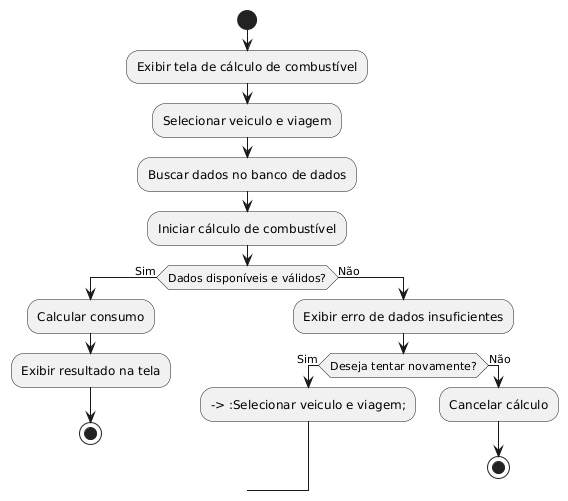 Exibir tela de cálculo de combustível
Selecionar veiculo e viagem
Buscar dados no banco de dados
Iniciar cálculo de combustível
Dados disponíveis e válidos?
Sim
Não
Calcular consumo
Exibir resultado na tela
Exibir erro de dados insuficientes
Deseja tentar novamente?
Sim
Não
-> :Selecionar veiculo e viagem;
Cancelar cálculo